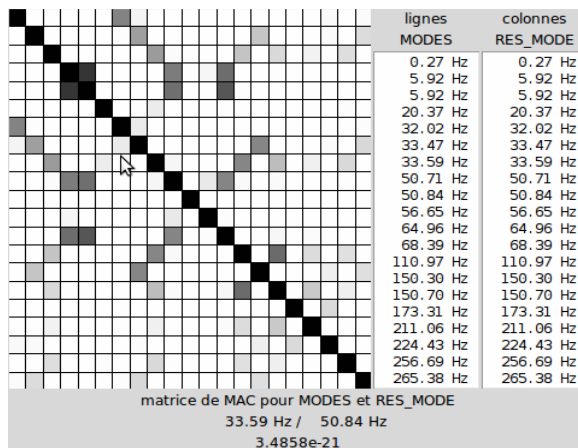 lignes colonnes
MODES RES_MODE
0.27 Hz 0.27 Hz
5.92 Hz 5.92 Hz
5.92 Hz 5.92 Hz
20.37 Hz 20.37 Hz
32.02 Hz 32.02 Hz
33.47 Hz 33.47 Hz
33.59 Hz 33.59 Hz
50.71 Hz 50.71 Hz
50.84 Hz 50.84 Hz
56.65 Hz 56.65 Hz
64.96 Hz 64.96 Hz
68.39 Hz 68.39 Hz
110.97 Hz 110.97 Hz
150.30 Hz 150.30 Hz
150.70 Hz 150.70 Hz
173.31 Hz 173.31 Hz
211.06 Hz 211.06 Hz
224.43 Hz 224.43 Hz
256.69 Hz 256.69 Hz
265.38 Hz 265.38 Hz
matrice de MAC pour MODES et RES_MODE
33.59 Hz / 50.84 Hz
3.4858e-21